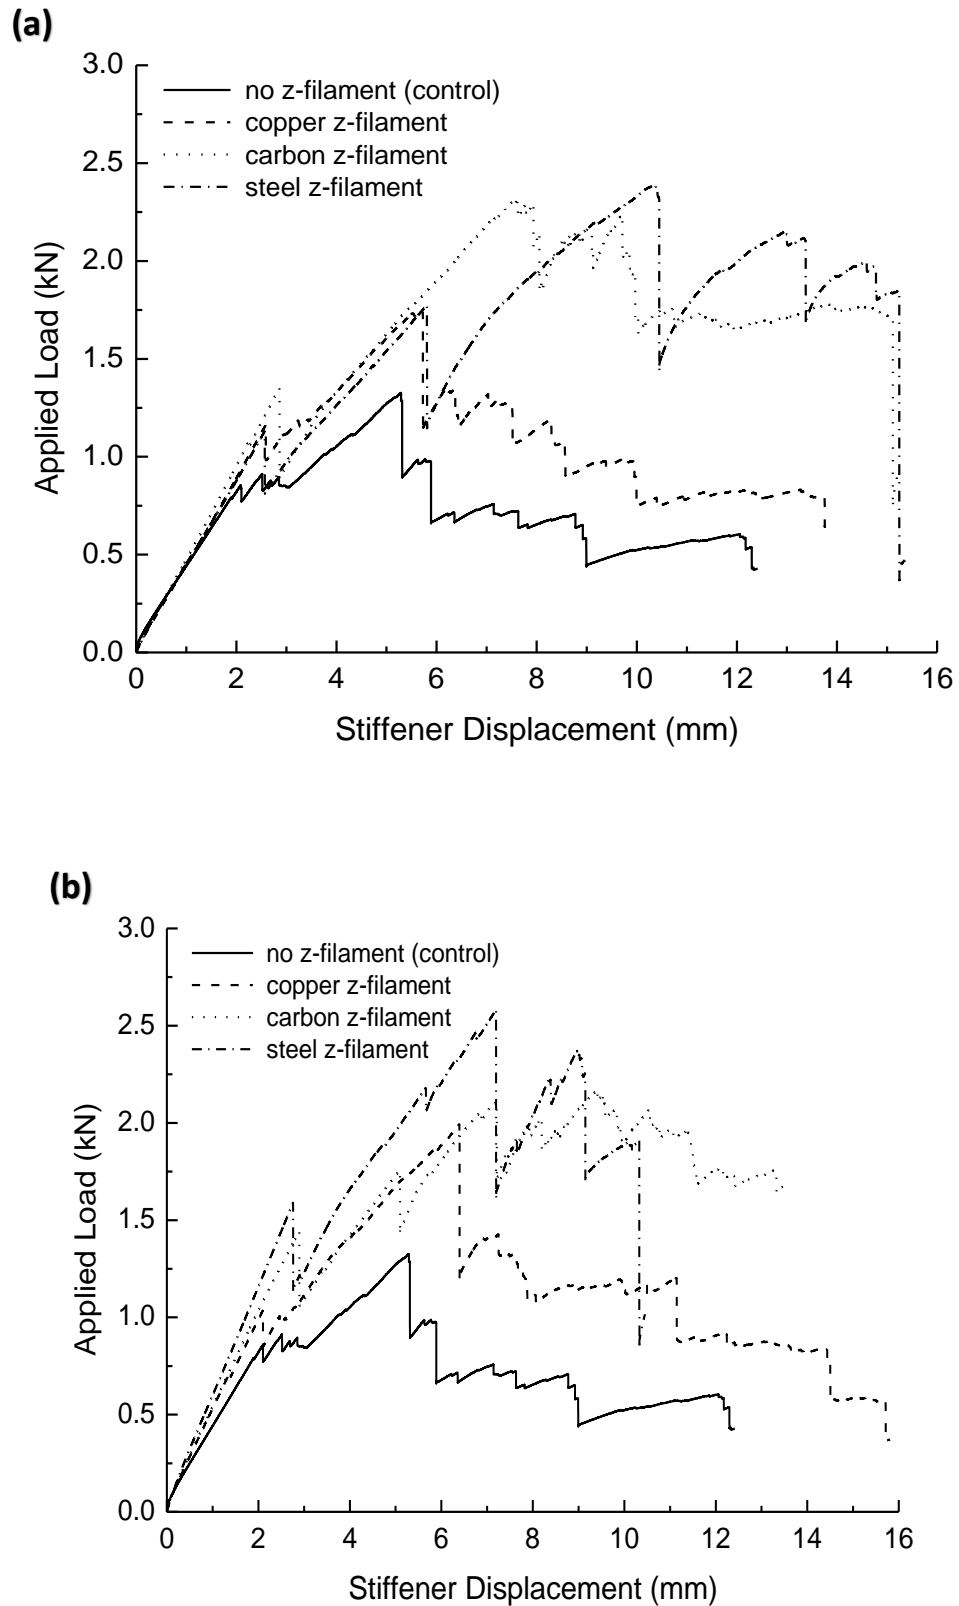 (a)
3.0
2.5
2.0
1.5
1.0
0.5
0.0
Applied Load (kN)
no z-filament (control)
copper z-filament
carbon z-filament
steel z-filament
0 2 4 6 8 10 12 14 16
Stiffener Displacement (mm)
(b)
3.0
2.5
2.0
1.5
1.0
0.5
0.0
Applied Load (kN)
no z-filament (control)
copper z-filament
carbon z-filament
steel z-filament
0 2 4 6 8 10 12 14 16
Stiffener Displacement (mm)